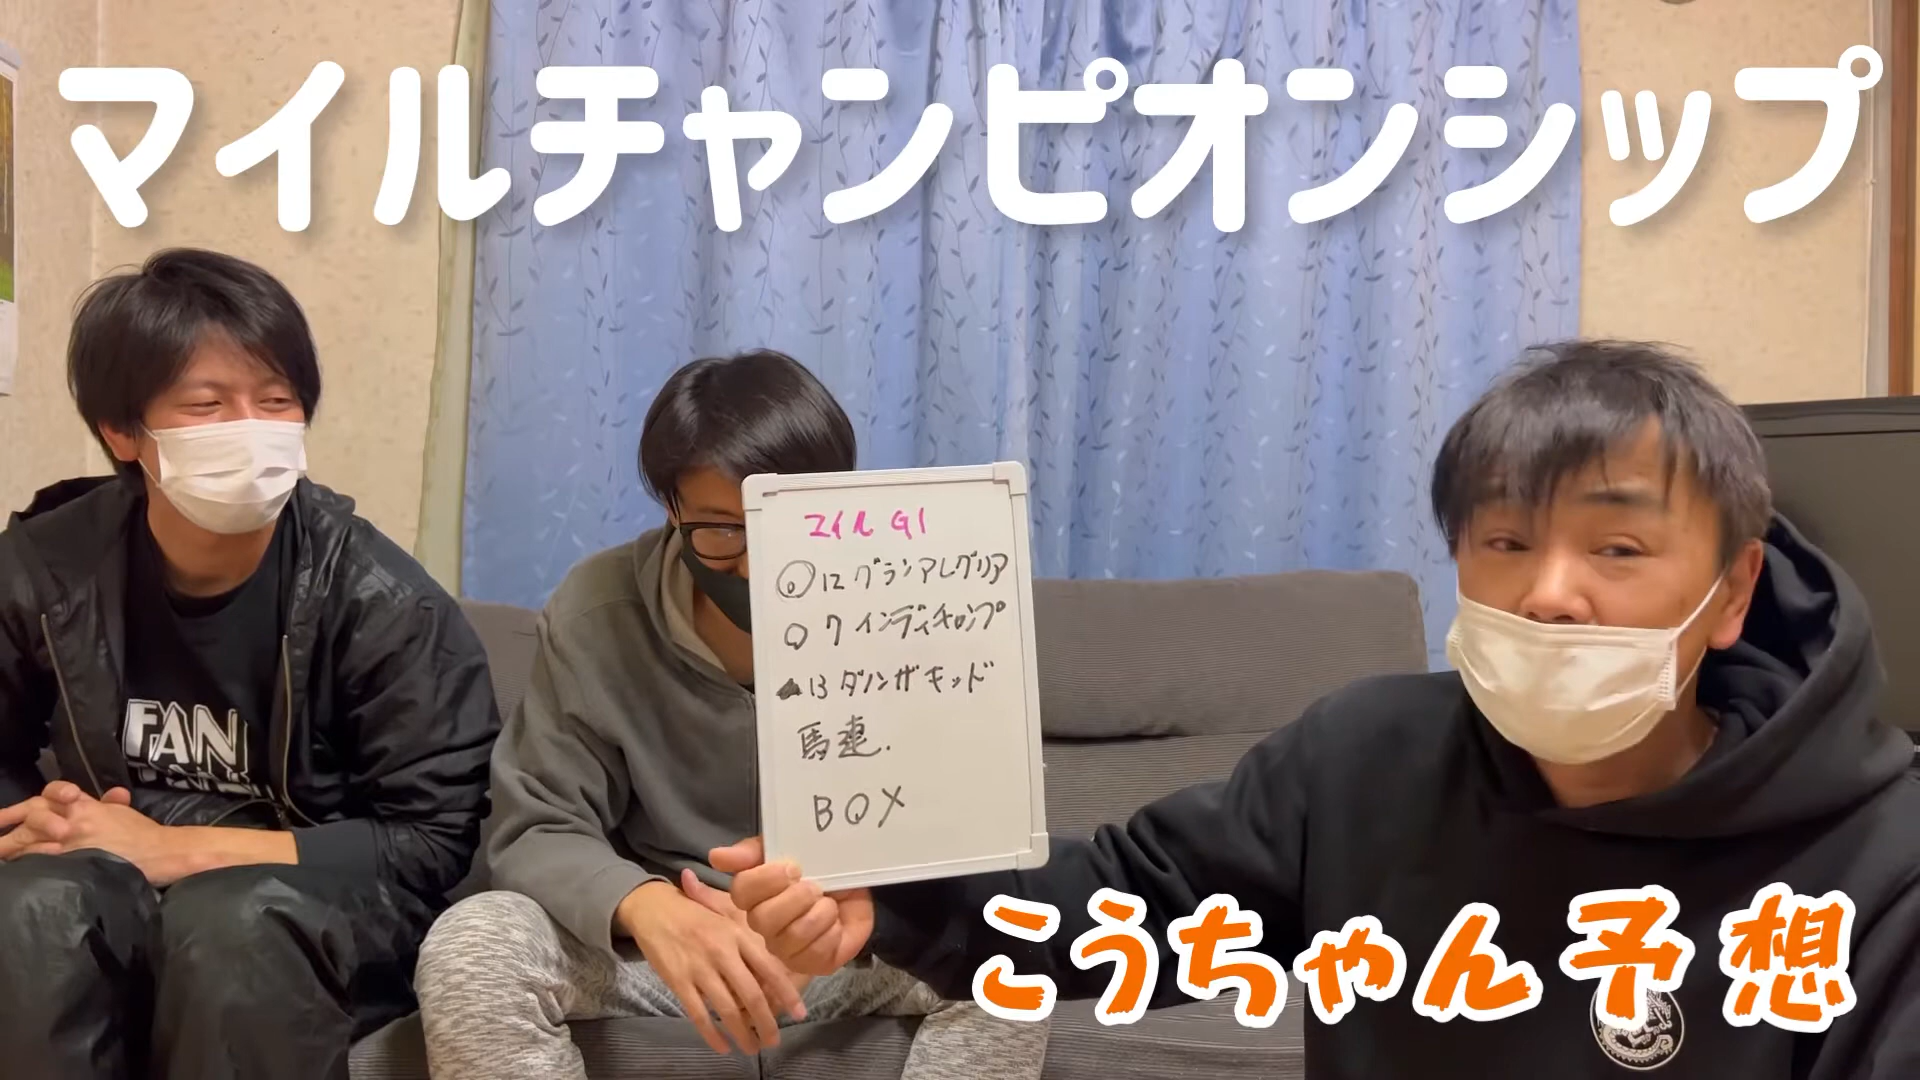 マイルチャンピオンシップ
マイル G1
◎12グランアレグリア
○7インディチャンプ
▲13ダノンザキッド
馬連.
BOX
FAN
こうちゃん予想